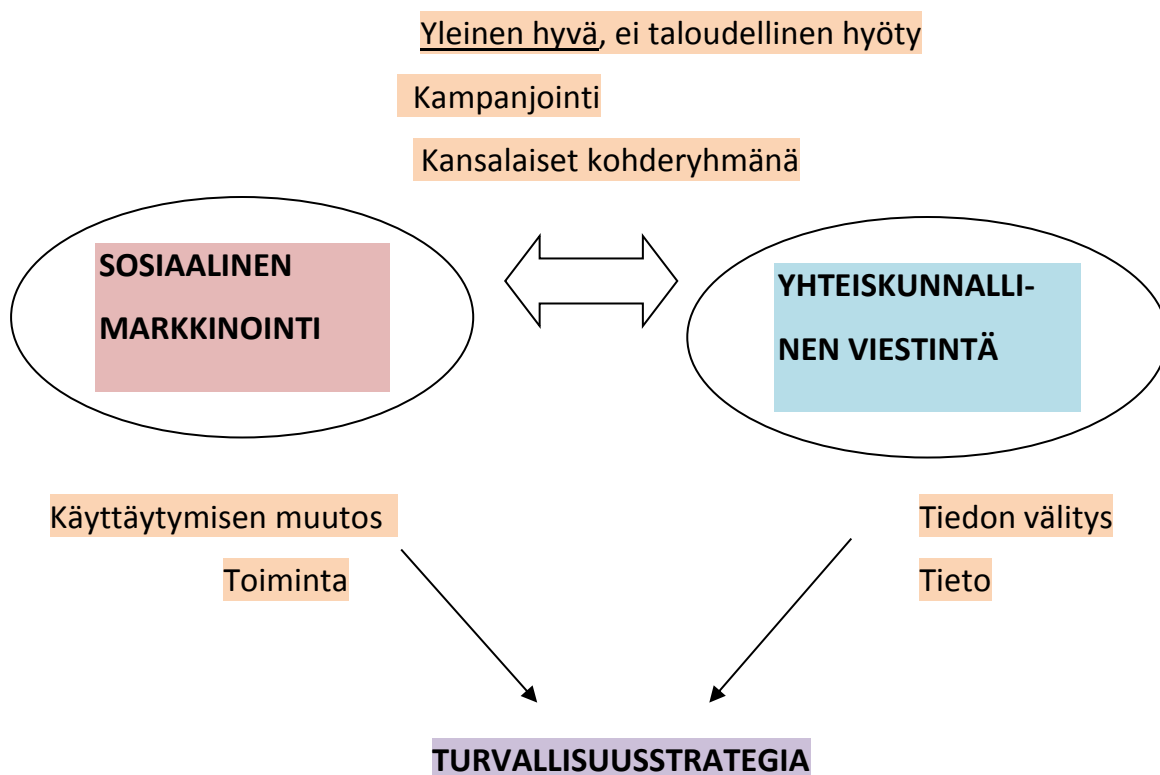 Yleinen hyvä, ei taloudellinen hyöty
Kampanjointi
Kansalaiset kohderyhmänä
SOSIAALINEN
MARKKINOINTI
YHTEISKUNNALLI-
NEN VIESTINTÄ
Käyttäytymisen muutos
Toiminta
Tiedon välitys
Tieto
TURVALLISUUSSTRATEGIA